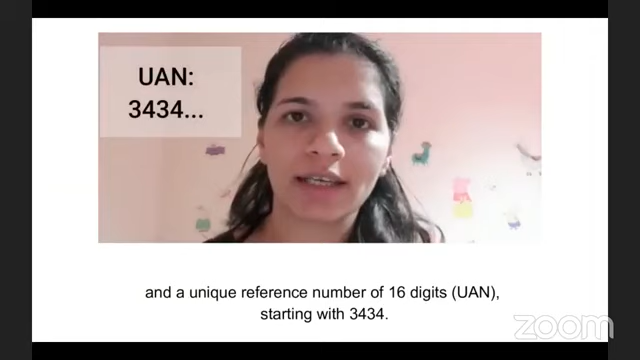 UAN:
3434...
and a unique reference number of 16 digits (UAN),
starting with 3434.
zoom